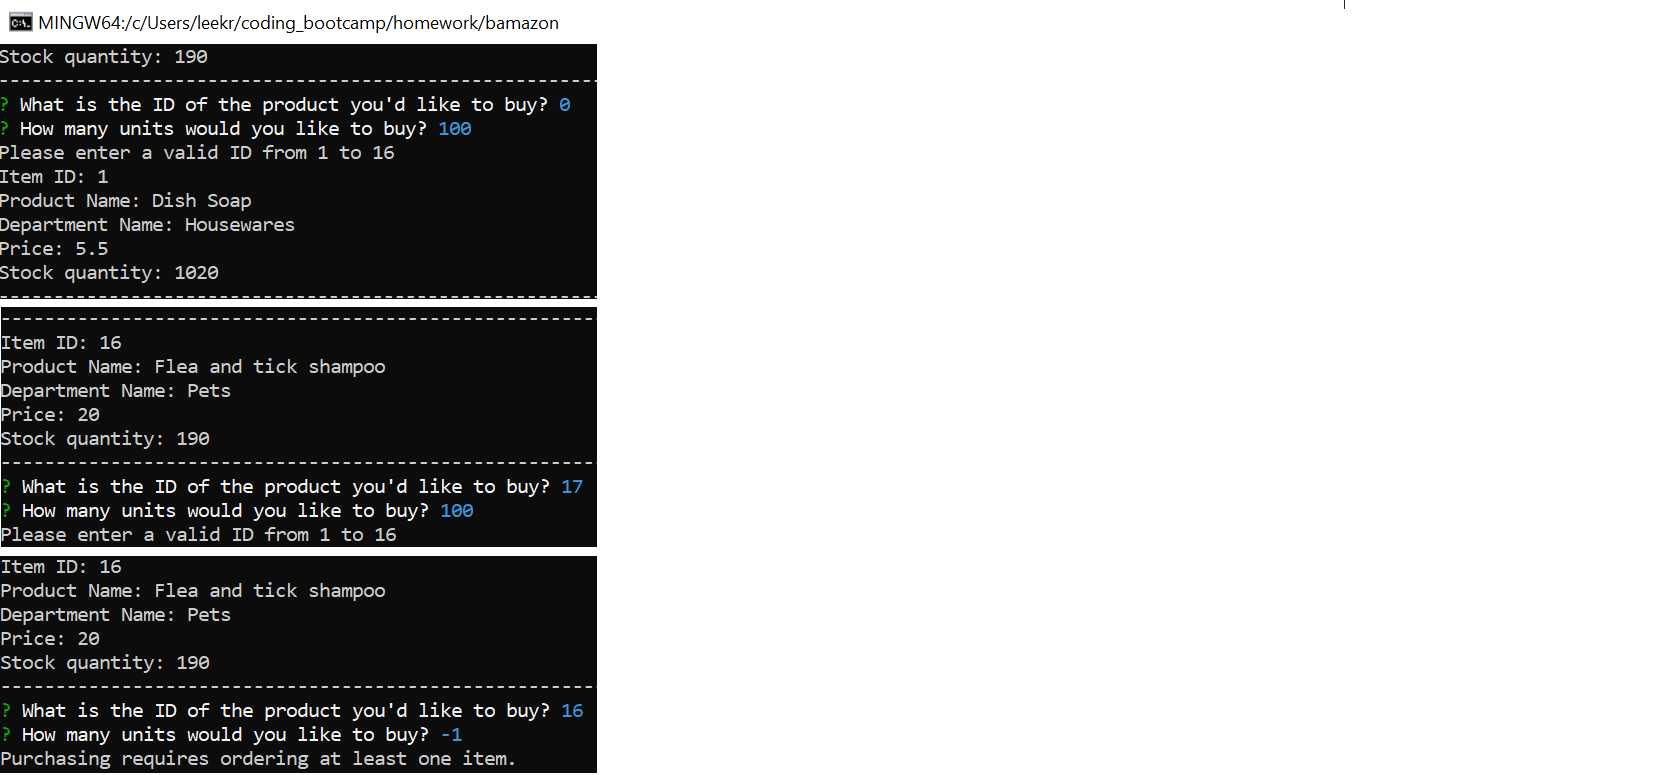 MINGW64:/c/Users/leekr/coding_bootcamp/homework/bamazon
Stock quantity: 190
-------------------------------------------------------
? What is the ID of the product you'd like to buy? 0
? How many units would you like to buy? 100
Please enter a valid ID from 1 to 16
Item ID: 1
Product Name: Dish Soap
Department Name: Housewares
Price: 5.5
Stock quantity: 1020
-------------------------------------------------------
-------------------------------------------------------
Item ID: 16
Product Name: Flea and tick shampoo
Department Name: Pets
Price: 20
Stock quantity: 190
-------------------------------------------------------
? What is the ID of the product you'd like to buy? 17
? How many units would you like to buy? 100
Please enter a valid ID from 1 to 16
Item ID: 16
Product Name: Flea and tick shampoo
Department Name: Pets
Price: 20
Stock quantity: 190
-------------------------------------------------------
? What is the ID of the product you'd like to buy? 16
? How many units would you like to buy? -1
Purchasing requires ordering at least one item.